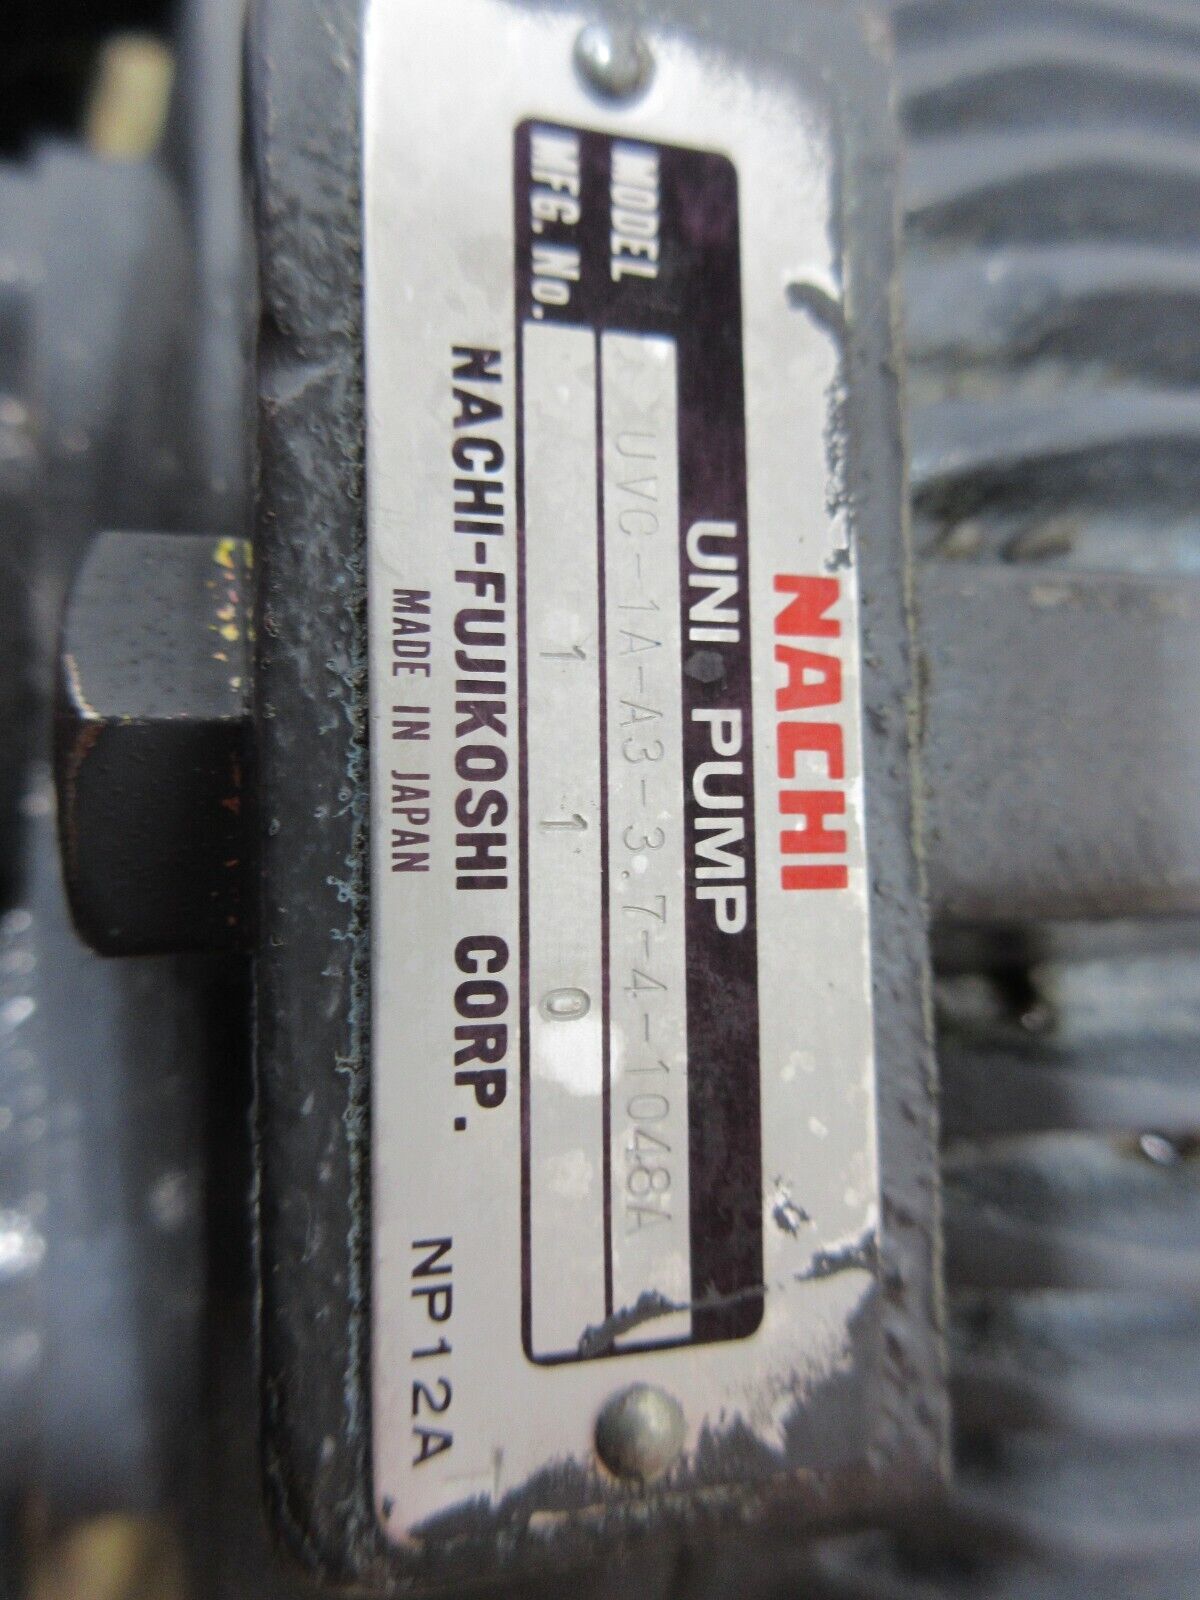 NACHI
UNI PUMP
MODEL UVC-1A-A3-3.7-4-1048A
MFG. No. 1 1 0
NACHI-FUJIKOSHI CORP.
MADE IN JAPAN NP12A